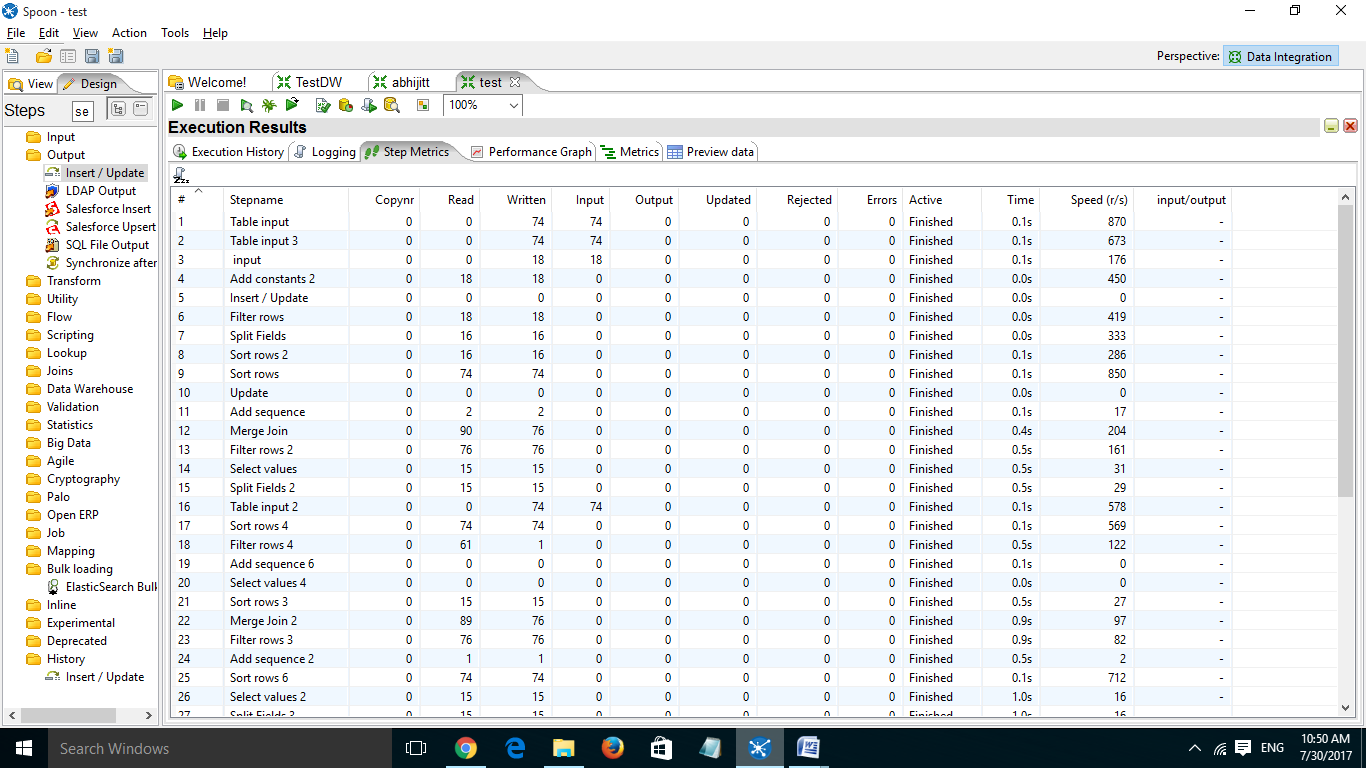 Spoon - test
File Edit View Action Tools Help
Perspective: Data Integration
View Design
Welcome! TestDW abhijitt test
Steps se
100%
Execution Results
Execution History Logging Step Metrics Performance Graph Metrics Preview data
Input
Output
Insert / Update
LDAP Output
Salesforce Insert
Salesforce Upsert
SQL File Output
Synchronize after
Transform
Utility
Flow
Scripting
Lookup
Joins
Data Warehouse
Validation
Statistics
Big Data
Agile
Cryptography
Palo
Open ERP
Job
Mapping
Bulk loading
ElasticSearch Bulk
Inline
Experimental
Deprecated
History
Insert / Update
# Stepname Copynr Read Written Input Output Updated Rejected Errors Active Time Speed (r/s) input/output
1 Table input 0 0 74 74 0 0 0 0 Finished 0.1s 870 -
2 Table input 3 0 0 74 74 0 0 0 0 Finished 0.1s 673 -
3 input 0 0 18 18 0 0 0 0 Finished 0.1s 176 -
4 Add constants 2 0 18 18 0 0 0 0 0 Finished 0.0s 450 -
5 Insert / Update 0 0 0 0 0 0 0 0 Finished 0.0s 0 -
6 Filter rows 0 18 18 0 0 0 0 0 Finished 0.0s 419 -
7 Split Fields 0 16 16 0 0 0 0 0 Finished 0.0s 333 -
8 Sort rows 2 0 16 16 0 0 0 0 0 Finished 0.1s 286 -
9 Sort rows 0 74 74 0 0 0 0 0 Finished 0.1s 850 -
10 Update 0 0 0 0 0 0 0 0 Finished 0.0s 0 -
11 Add sequence 0 2 2 0 0 0 0 0 Finished 0.1s 17 -
12 Merge Join 0 90 76 0 0 0 0 0 Finished 0.4s 204 -
13 Filter rows 2 0 76 76 0 0 0 0 0 Finished 0.5s 161 -
14 Select values 0 15 15 0 0 0 0 0 Finished 0.5s 31 -
15 Split Fields 2 0 15 15 0 0 0 0 0 Finished 0.5s 29 -
16 Table input 2 0 0 74 74 0 0 0 0 Finished 0.1s 578 -
17 Sort rows 4 0 74 74 0 0 0 0 0 Finished 0.1s 569 -
18 Filter rows 4 0 61 1 0 0 0 0 0 Finished 0.5s 122 -
19 Add sequence 6 0 0 0 0 0 0 0 0 Finished 0.1s 0 -
20 Select values 4 0 0 0 0 0 0 0 0 Finished 0.0s 0 -
21 Sort rows 3 0 15 15 0 0 0 0 0 Finished 0.5s 27 -
22 Merge Join 2 0 89 76 0 0 0 0 0 Finished 0.9s 97 -
23 Filter rows 3 0 76 76 0 0 0 0 0 Finished 0.9s 82 -
24 Add sequence 2 0 1 1 0 0 0 0 0 Finished 0.5s 2 -
25 Sort rows 6 0 74 74 0 0 0 0 0 Finished 0.1s 712 -
26 Select values 2 0 15 15 0 0 0 0 0 Finished 1.0s 16 -
27 Split Fields 3 0 15 15 0 0 0 0 0 Finished 1.0s 16
Search Windows
ENG
10:50 AM
7/30/2017